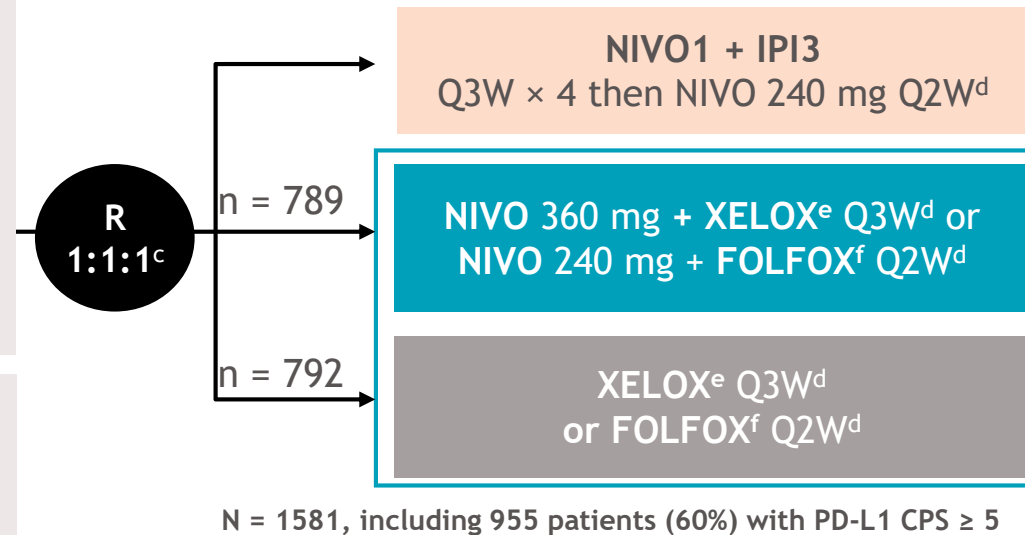 NIVO1 + IPI3
Q3W × 4 then NIVO 240 mg Q2Wᵈ
R
1:1:1ᶜ
n = 789
NIVO 360 mg + XELOXᵉ Q3Wᵈ or
NIVO 240 mg + FOLFOXᶠ Q2Wᵈ
n = 792
XELOXᵉ Q3Wᵈ
or FOLFOXᶠ Q2Wᵈ
N = 1581, including 955 patients (60%) with PD-L1 CPS ≥ 5